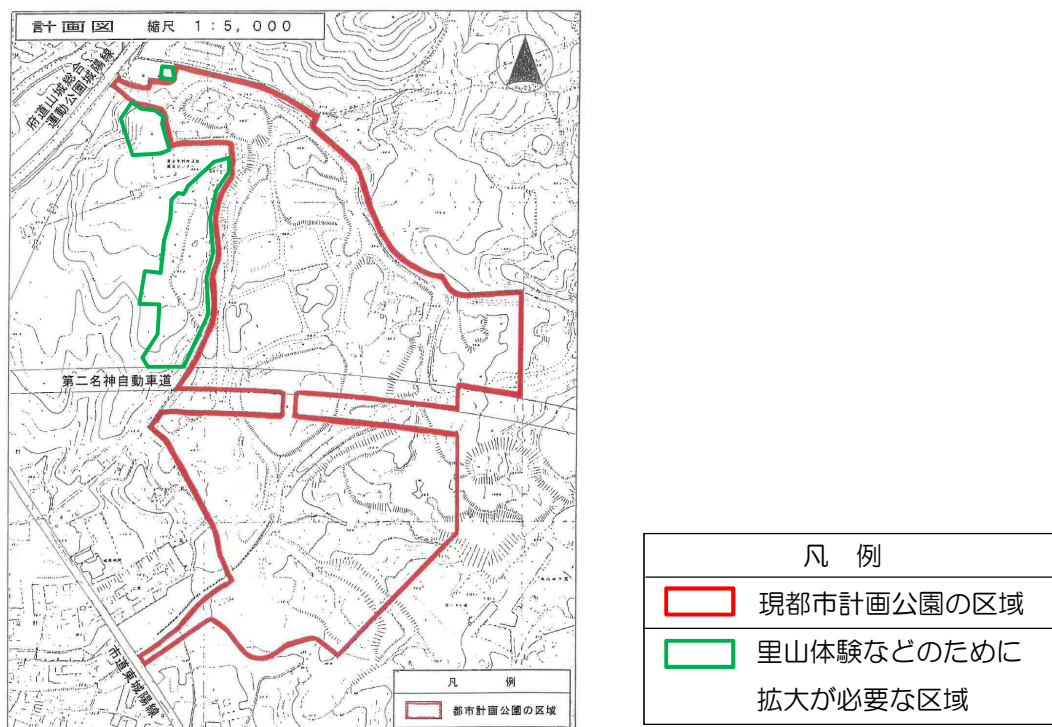 計画図 縮尺 1:5,000
府道山城総合
運動公園城陽線
第二名神自動車道
市道東城陽線
凡 例
都市計画公園の区域
凡 例
現都市計画公園の区域
里山体験などのために
拡大が必要な区域